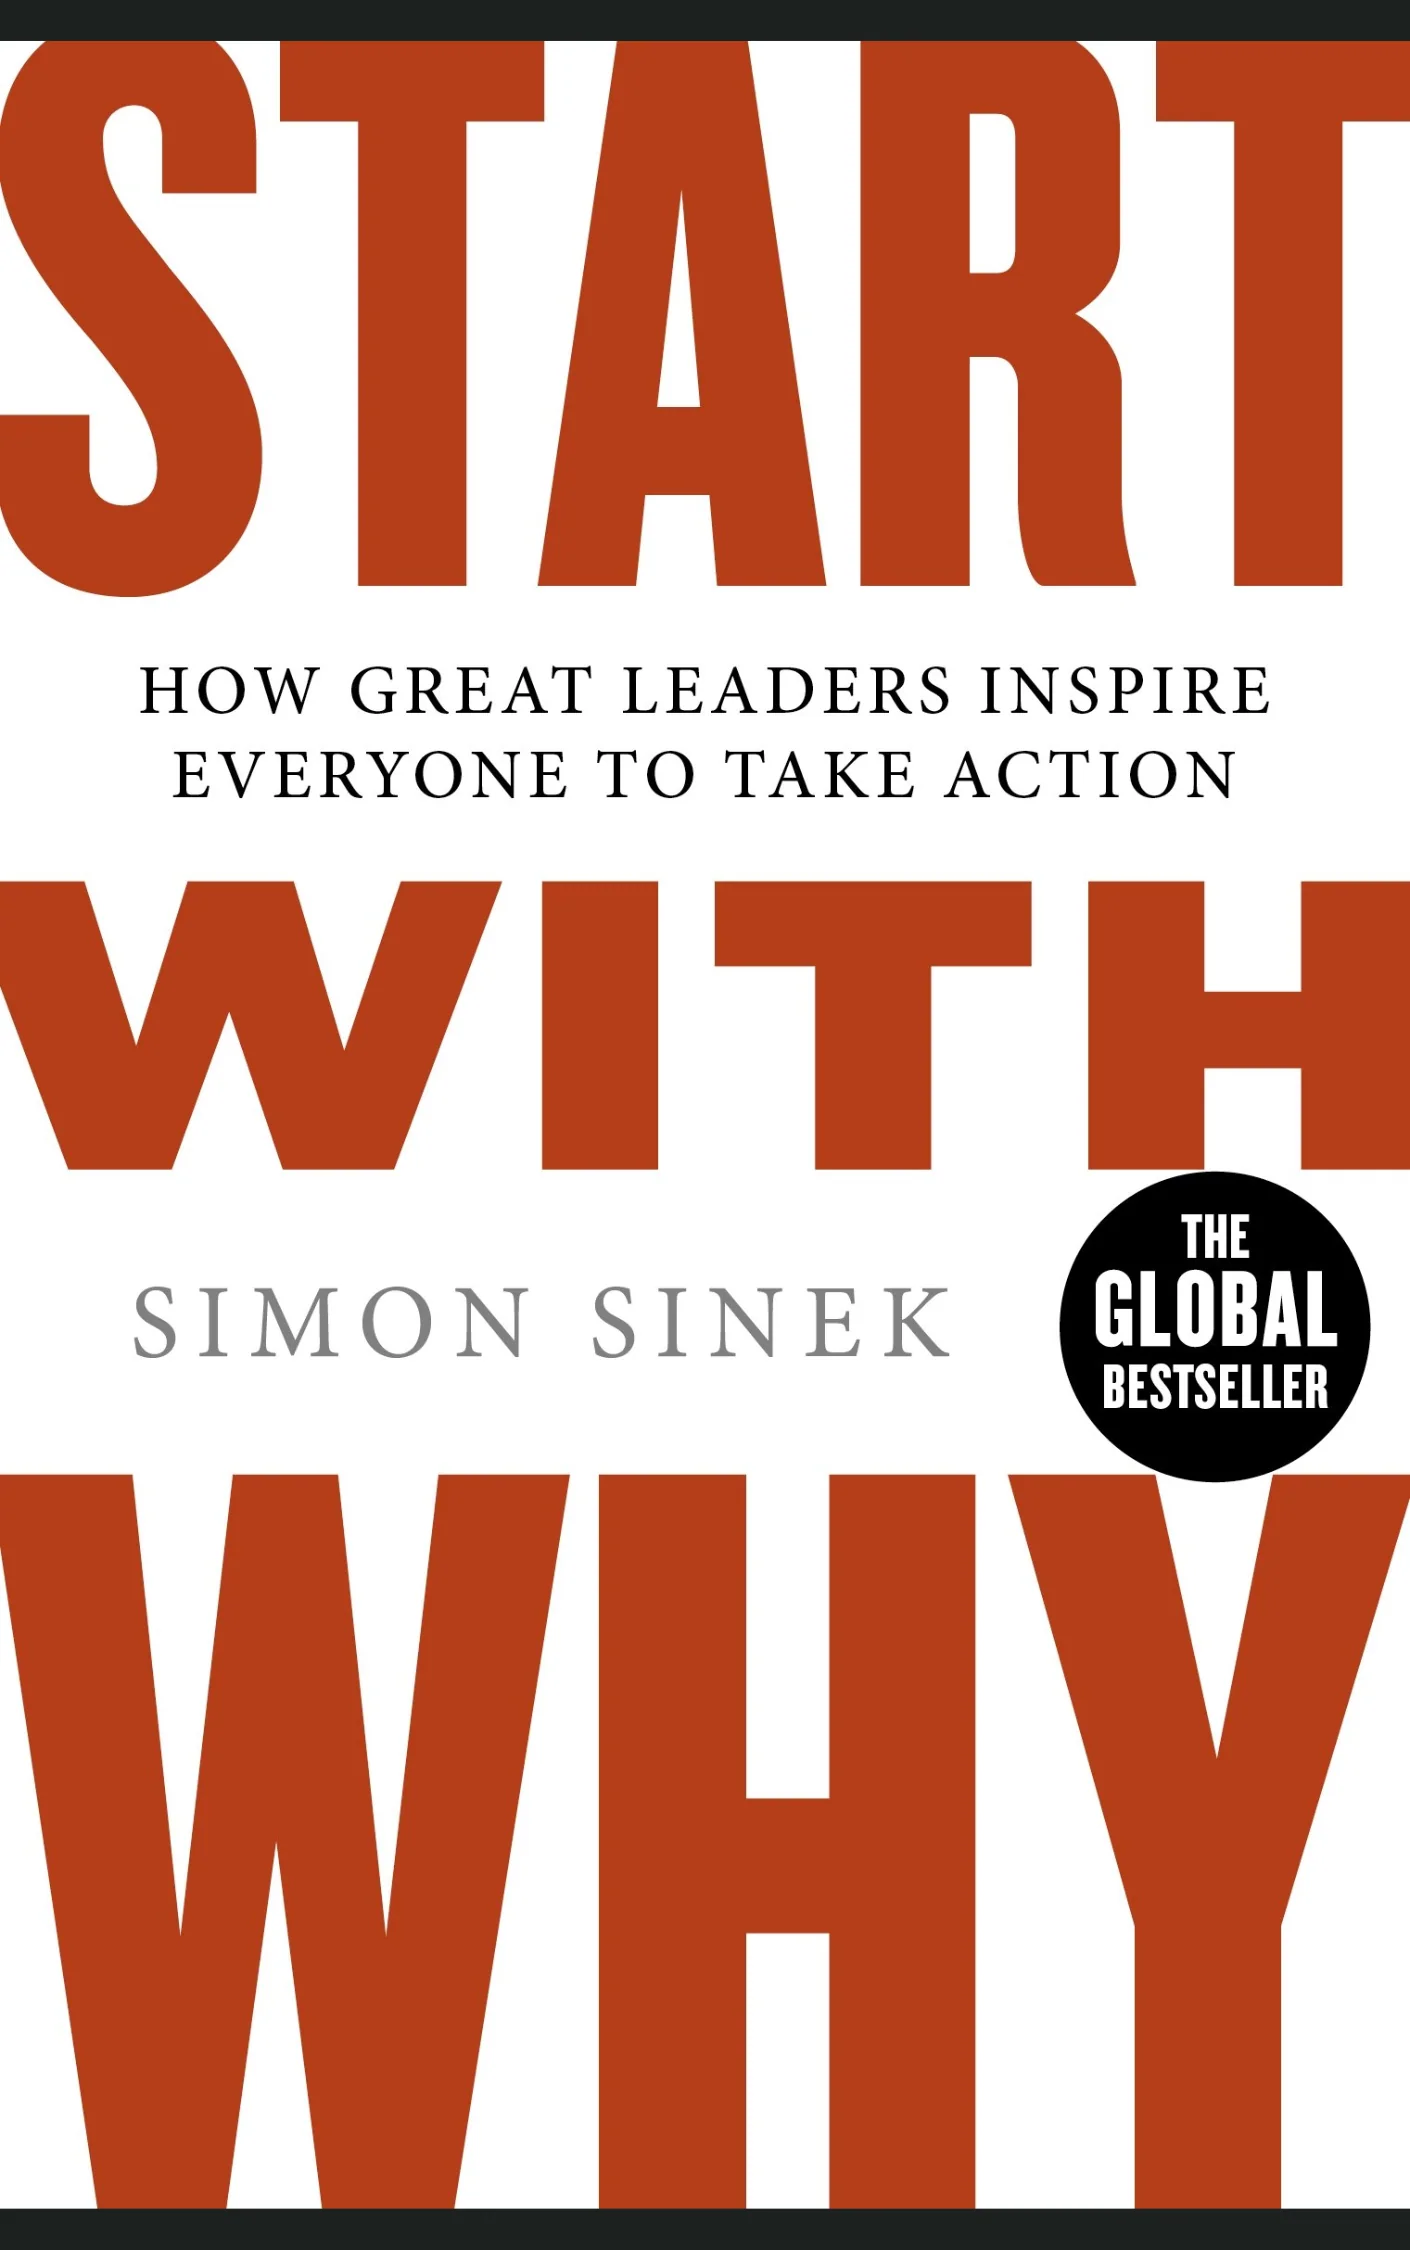 START
HOW GREAT LEADERS INSPIRE
EVERYONE TO TAKE ACTION
WITH
SIMON SINEK
THE
GLOBAL
BESTSELLER
WHY